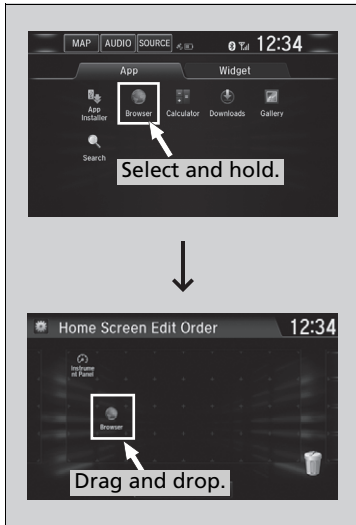 MAP AUDIO SOURCE 12:34
App Widget
App Installer Browser Calculator Downloads Gallery
Search
Select and hold.
Home Screen Edit Order 12:34
Instrume
nt Panel
Browser
Drag and drop.